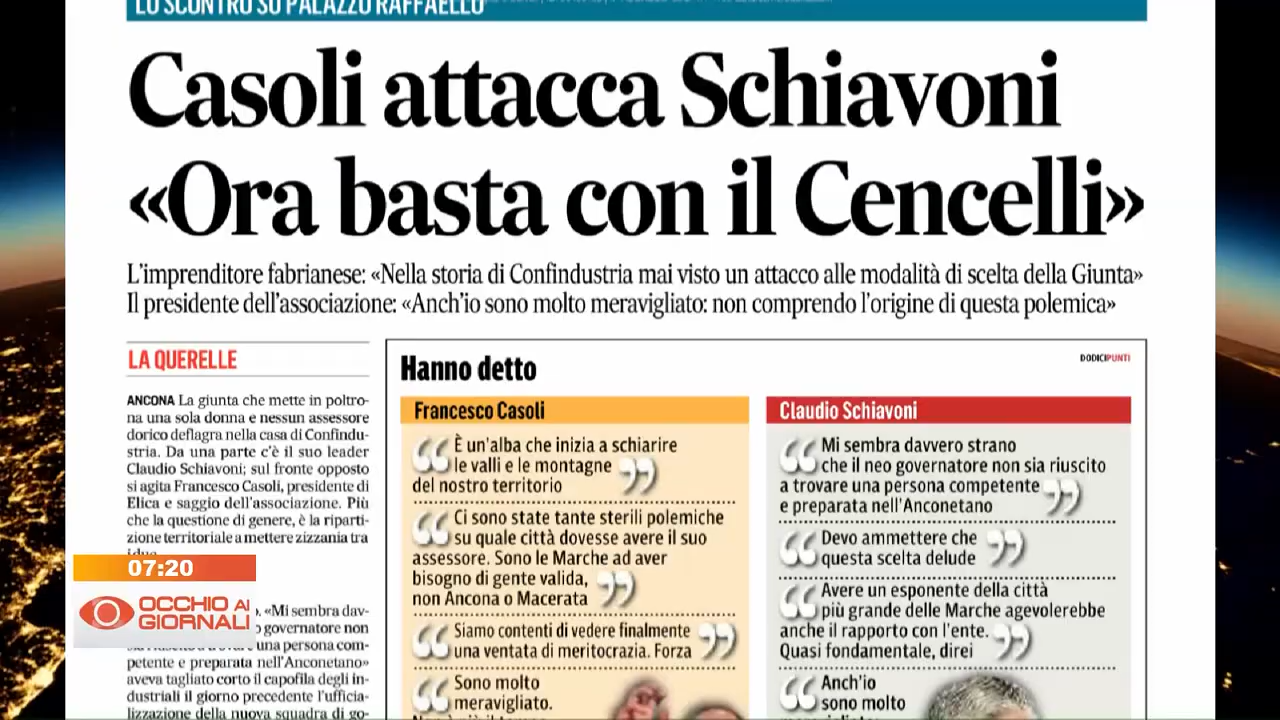 LO SCONTRO SU PALAZZO RAFFAELLO
Casoli attacca Schiavoni
«Ora basta con il Cencelli»
L'imprenditore fabrianese: «Nella storia di Confindustria mai visto un attacco alle modalità di scelta della Giunta»
Il presidente dell'associazione: «Anch'io sono molto meravigliato: non comprendo l'origine di questa polemica»
LA QUERELLE
ANCONA La giunta che mette in poltro-
na una sola donna e nessun assessore
dorico deflagra nella casa di Confindu-
stria. Da una parte c'è il suo leader
Claudio Schiavoni; sul fronte opposto
si agita Francesco Casoli, presidente di
Elica e saggio dell'associazione. Più
che la questione di genere, è la riparti-
zione territoriale a mettere zizzania tra
i due.
07:20
OCCHIO AI
GIORNALI
«Mi sembra dav-
governatore non
una persona com-
petente e preparata nell'Anconetano»
aveva tagliato corto il capofila degli in-
dustriali il giorno precedente l'ufficia-
lizzazione della nuova squadra di go-
Hanno detto
DODICIPUNTI
Francesco Casoli
“È un'alba che inizia a schiarire
le valli e le montagne
del nostro territorio”
“Ci sono state tante sterili polemiche
su quale città dovesse avere il suo
assessore. Sono le Marche ad aver
bisogno di gente valida,
non Ancona o Macerata”
“Siamo contenti di vedere finalmente
una ventata di meritocrazia. Forza”
“Sono molto
meravigliato.
Claudio Schiavoni
“Mi sembra davvero strano
che il neo governatore non sia riuscito
a trovare una persona competente
e preparata nell'Anconetano”
“Devo ammettere che
questa scelta delude”
“Avere un esponente della città
più grande delle Marche agevolerebbe
anche il rapporto con l'ente.
Quasi fondamentale, direi”
“Anch'io
sono molto